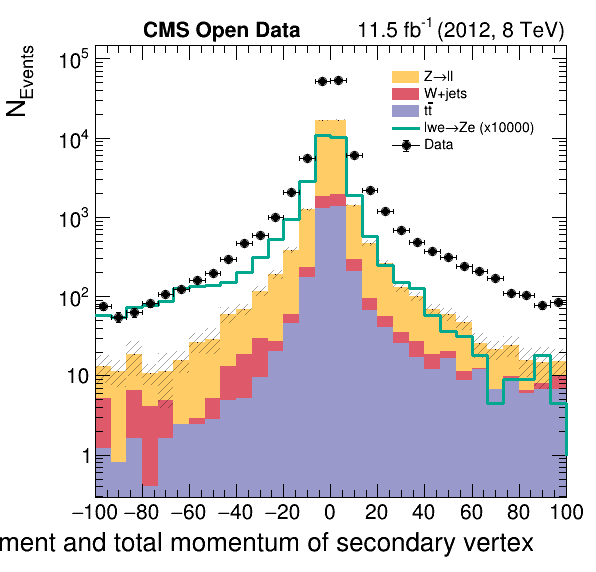 CMS Open Data 11.5 fb⁻¹ (2012, 8 TeV)
N_Events
10⁵
10⁴
10³
10²
10
1
Z→ll
W+jets
tt̄
lwe→Ze (x10000)
Data
−100 −80 −60 −40 −20 0 20 40 60 80 100
ment and total momentum of secondary vertex